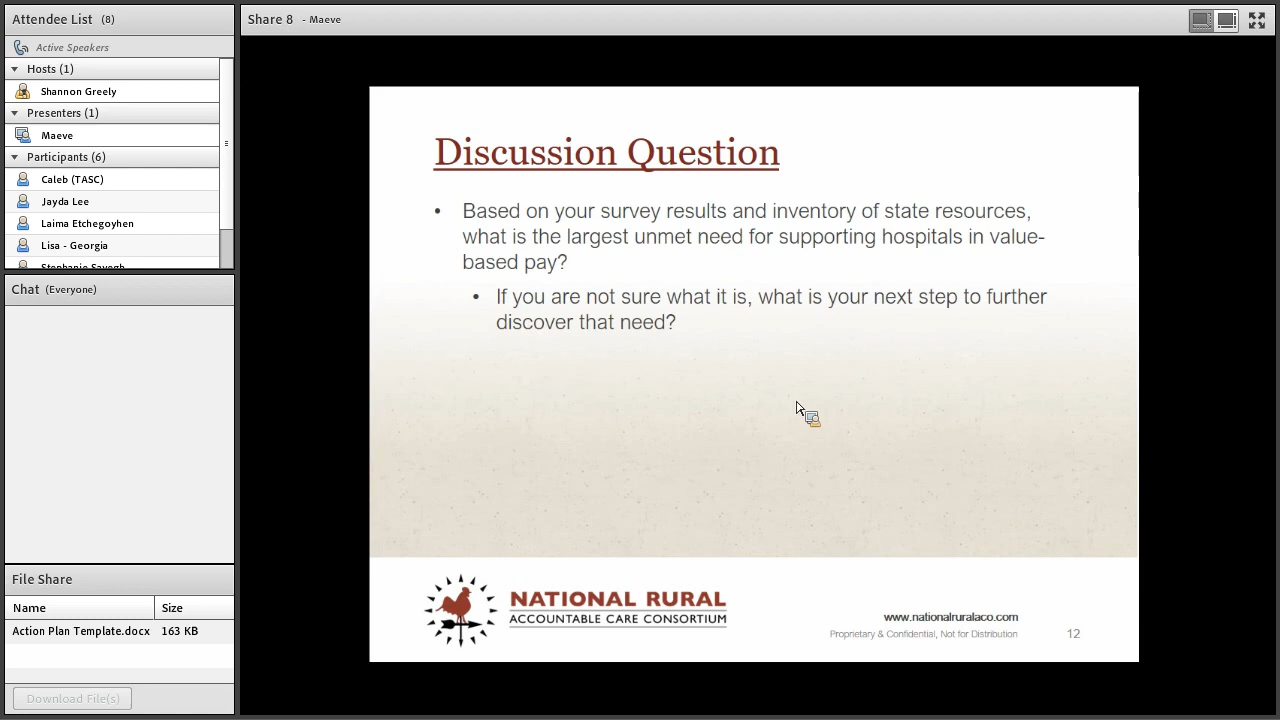 Attendee List (8)
Active Speakers
Hosts (1)
Shannon Greely
Presenters (1)
Maeve
Participants (6)
Caleb (TASC)
Jayda Lee
Laima Etchegoyhen
Lisa - Georgia
Stephanie Sayegh
Chat (Everyone)
File Share
Name Size
Action Plan Template.docx 163 KB
Download File(s)
Share 8 - Maeve
Discussion Question
• Based on your survey results and inventory of state resources,
what is the largest unmet need for supporting hospitals in value-
based pay?
• If you are not sure what it is, what is your next step to further
discover that need?
NATIONAL RURAL
ACCOUNTABLE CARE CONSORTIUM
www.nationalruralaco.com
Proprietary & Confidential, Not for Distribution 12